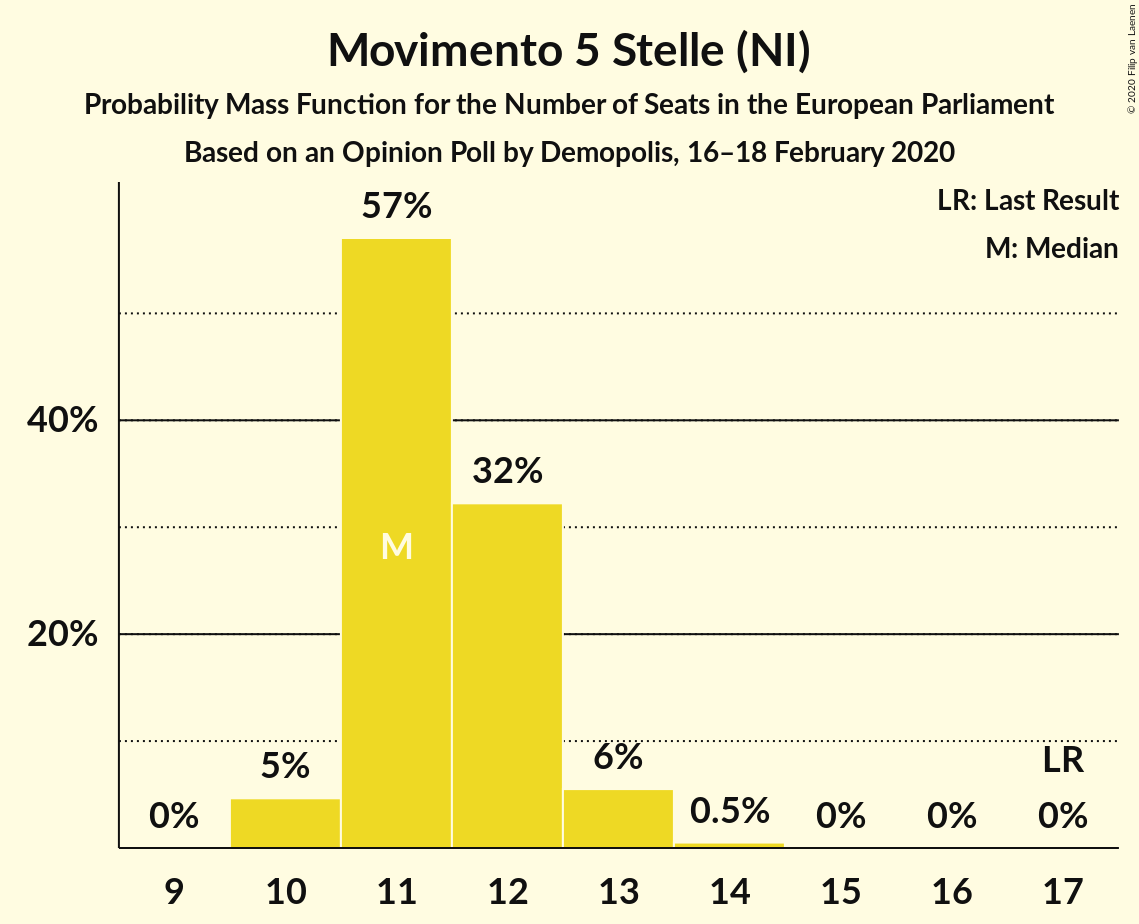 Movimento 5 Stelle (NI)
Probability Mass Function for the Number of Seats in the European Parliament
Based on an Opinion Poll by Demopolis, 16–18 February 2020
© 2020 Filip van Laenen
LR: Last Result
M: Median
57%
40%
32%
M
20%
5%
6%
LR
0%
0.5%
0%
0%
0%
9 10 11 12 13 14 15 16 17